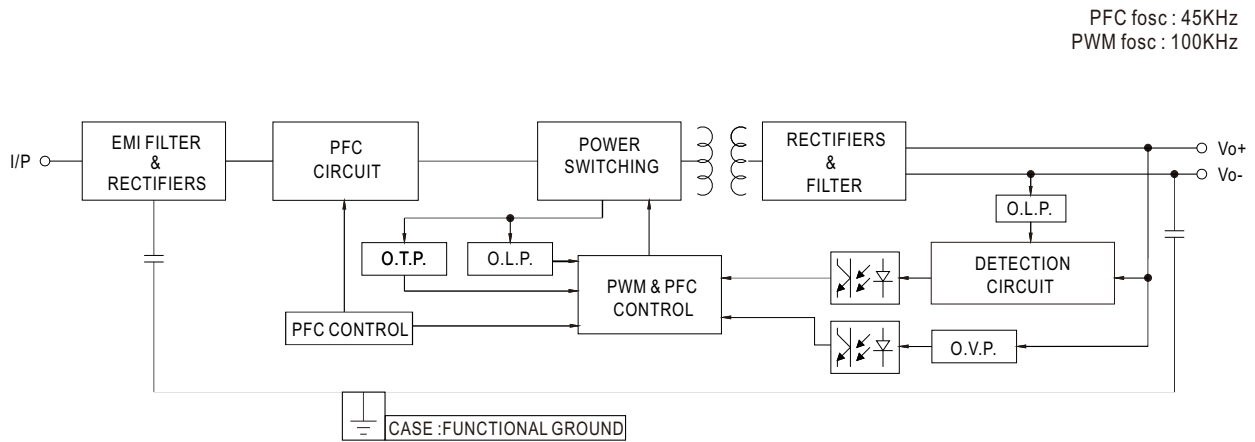 PFC fosc : 45KHz
PWM fosc : 100KHz
I/P
EMI FILTER
&
RECTIFIERS
PFC
CIRCUIT
POWER
SWITCHING
RECTIFIERS
&
FILTER
Vo+
Vo-
O.L.P.
O.T.P.
O.L.P.
PWM & PFC
CONTROL
DETECTION
CIRCUIT
PFC CONTROL
O.V.P.
CASE :FUNCTIONAL GROUND